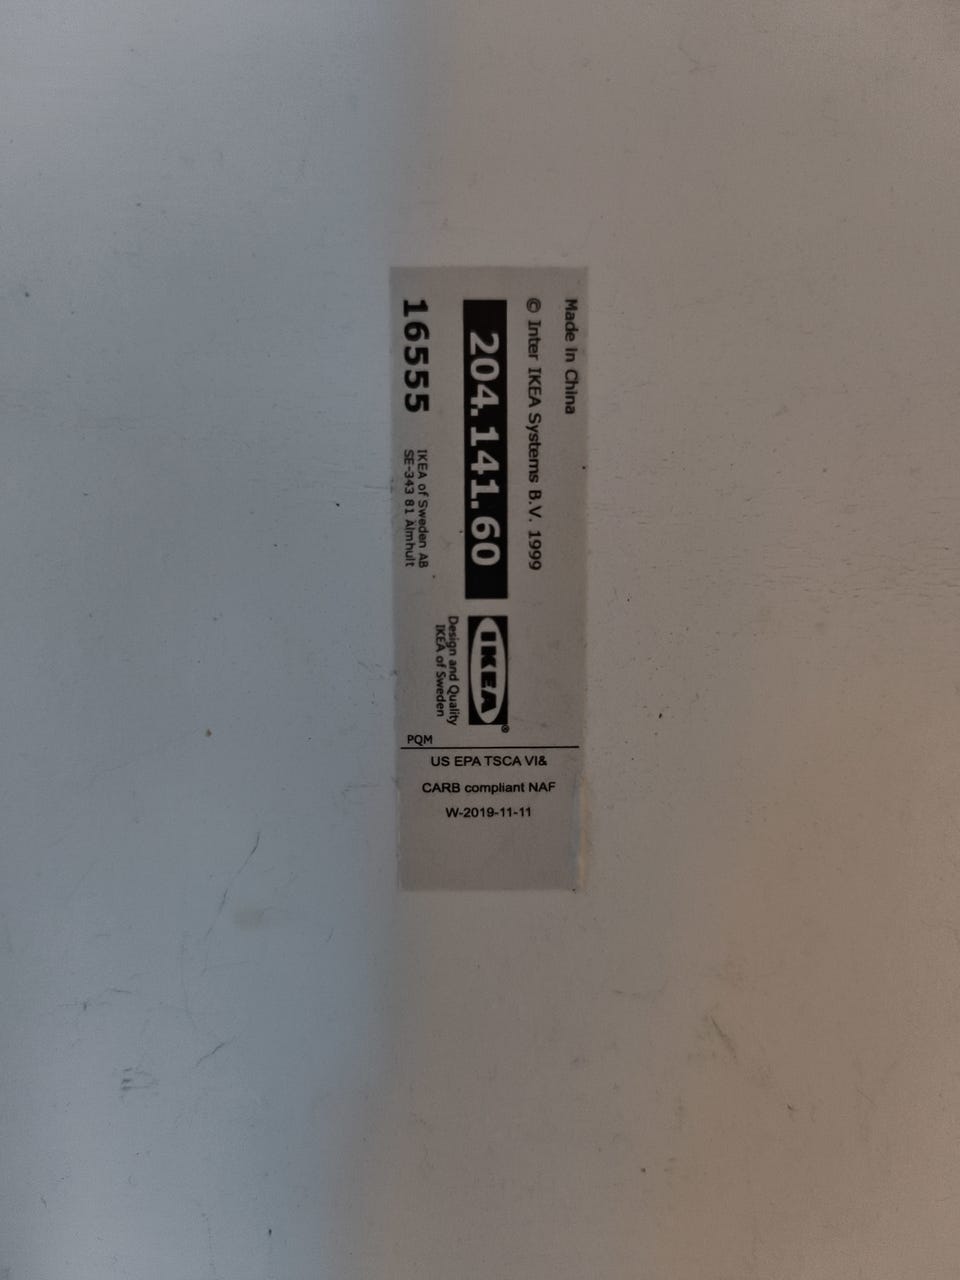 Made In China
© Inter IKEA Systems B.V. 1999
204.141.60
IKEA®
Design and Quality
IKEA of Sweden
16555
IKEA of Sweden AB
SE-343 81 Älmhult
PQM
US EPA TSCA VI&
CARB compliant NAF
W-2019-11-11